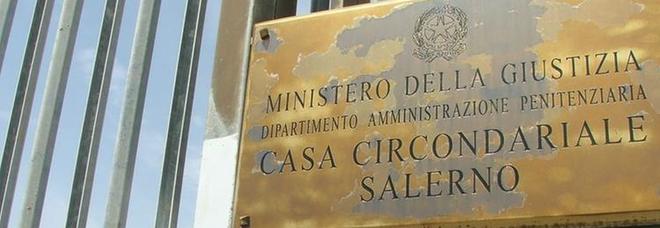 MINISTERO DELLA GIUSTIZIA
DIPARTIMENTO AMMINISTRAZIONE PENITENZIARIA
CASA CIRCONDARIALE
SALERNO